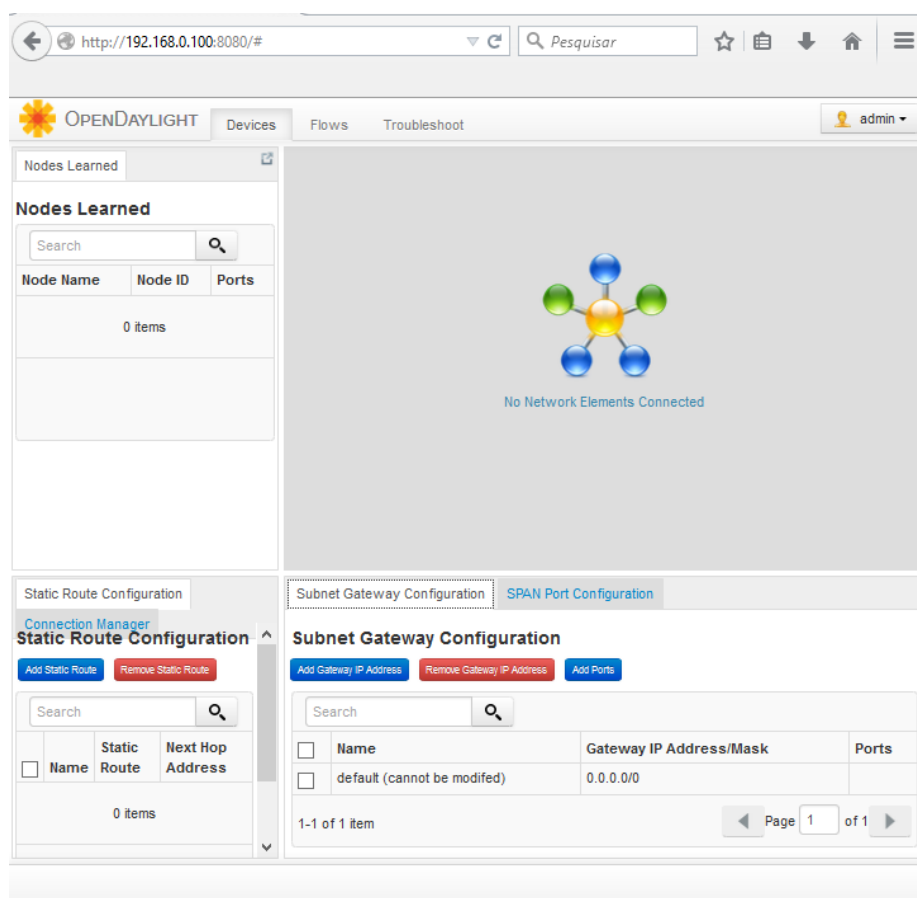 http://192.168.0.100:8080/#
Pesquisar
OPENDAYLIGHT
Devices
Flows
Troubleshoot
admin
Nodes Learned
Nodes Learned
Search
Node Name Node ID Ports
0 items
No Network Elements Connected
Static Route Configuration
Connection Manager
Static Route Configuration
Add Static Route Remove Static Route
Search
Name Static Route Next Hop Address
0 items
Subnet Gateway Configuration SPAN Port Configuration
Subnet Gateway Configuration
Add Gateway IP Address Remove Gateway IP Address Add Ports
Search
Name Gateway IP Address/Mask Ports
default (cannot be modifed) 0.0.0.0/0
1-1 of 1 item Page 1 of 1